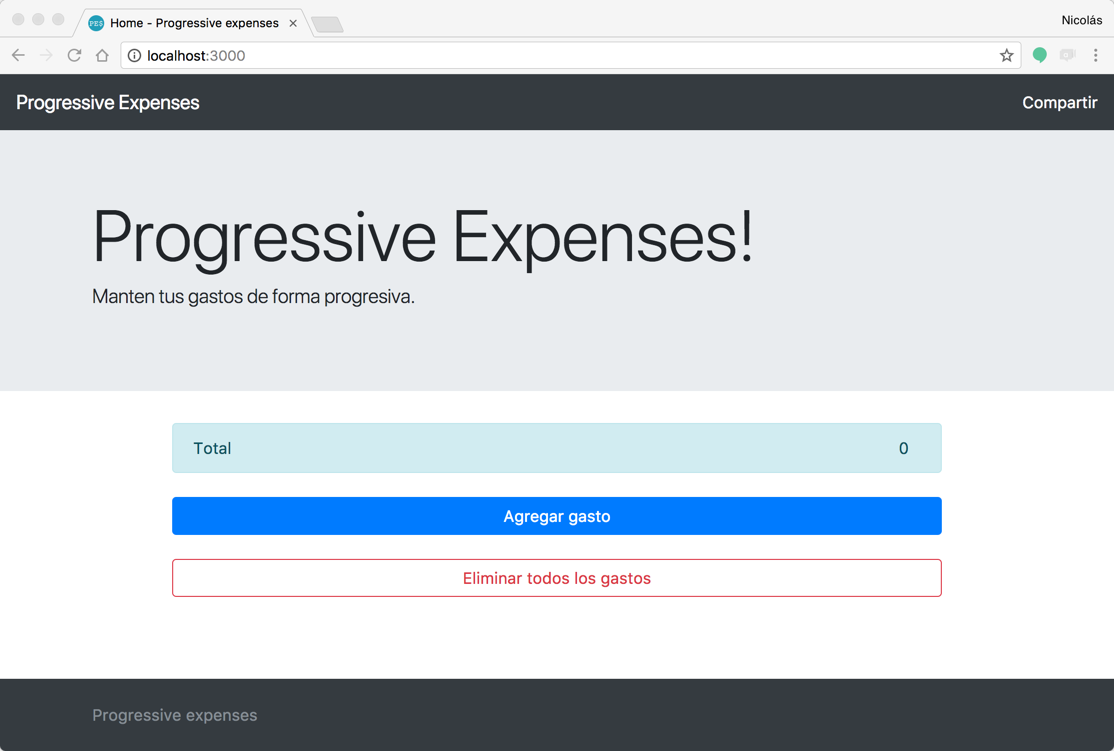 PES Home - Progressive expenses
Nicolás
localhost:3000
Progressive Expenses
Compartir
Progressive Expenses!
Manten tus gastos de forma progresiva.
Total 0
Agregar gasto
Eliminar todos los gastos
Progressive expenses